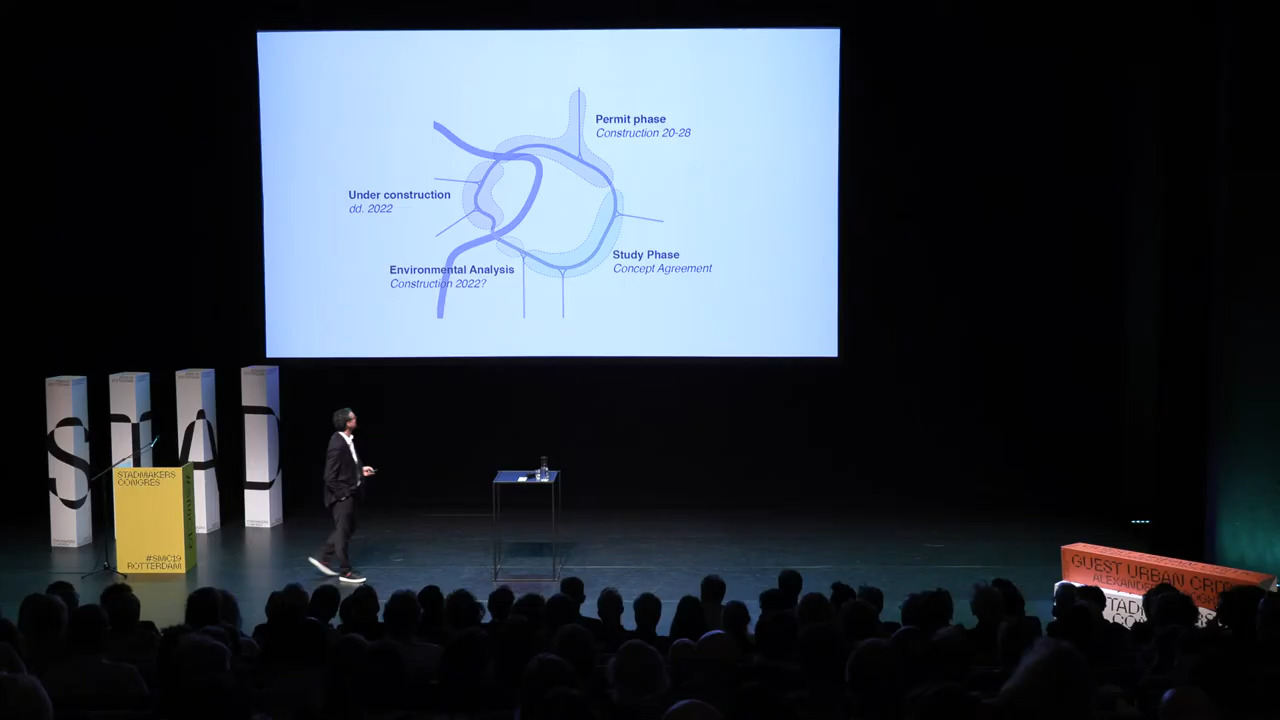 Permit phase
Construction 20-28
Under construction
dd. 2022
Study Phase
Concept Agreement
Environmental Analysis
Construction 2022?
S T A D
STADMAKERS
CONGRES
#SMC19
ROTTERDAM
GUEST URBAN CRIT